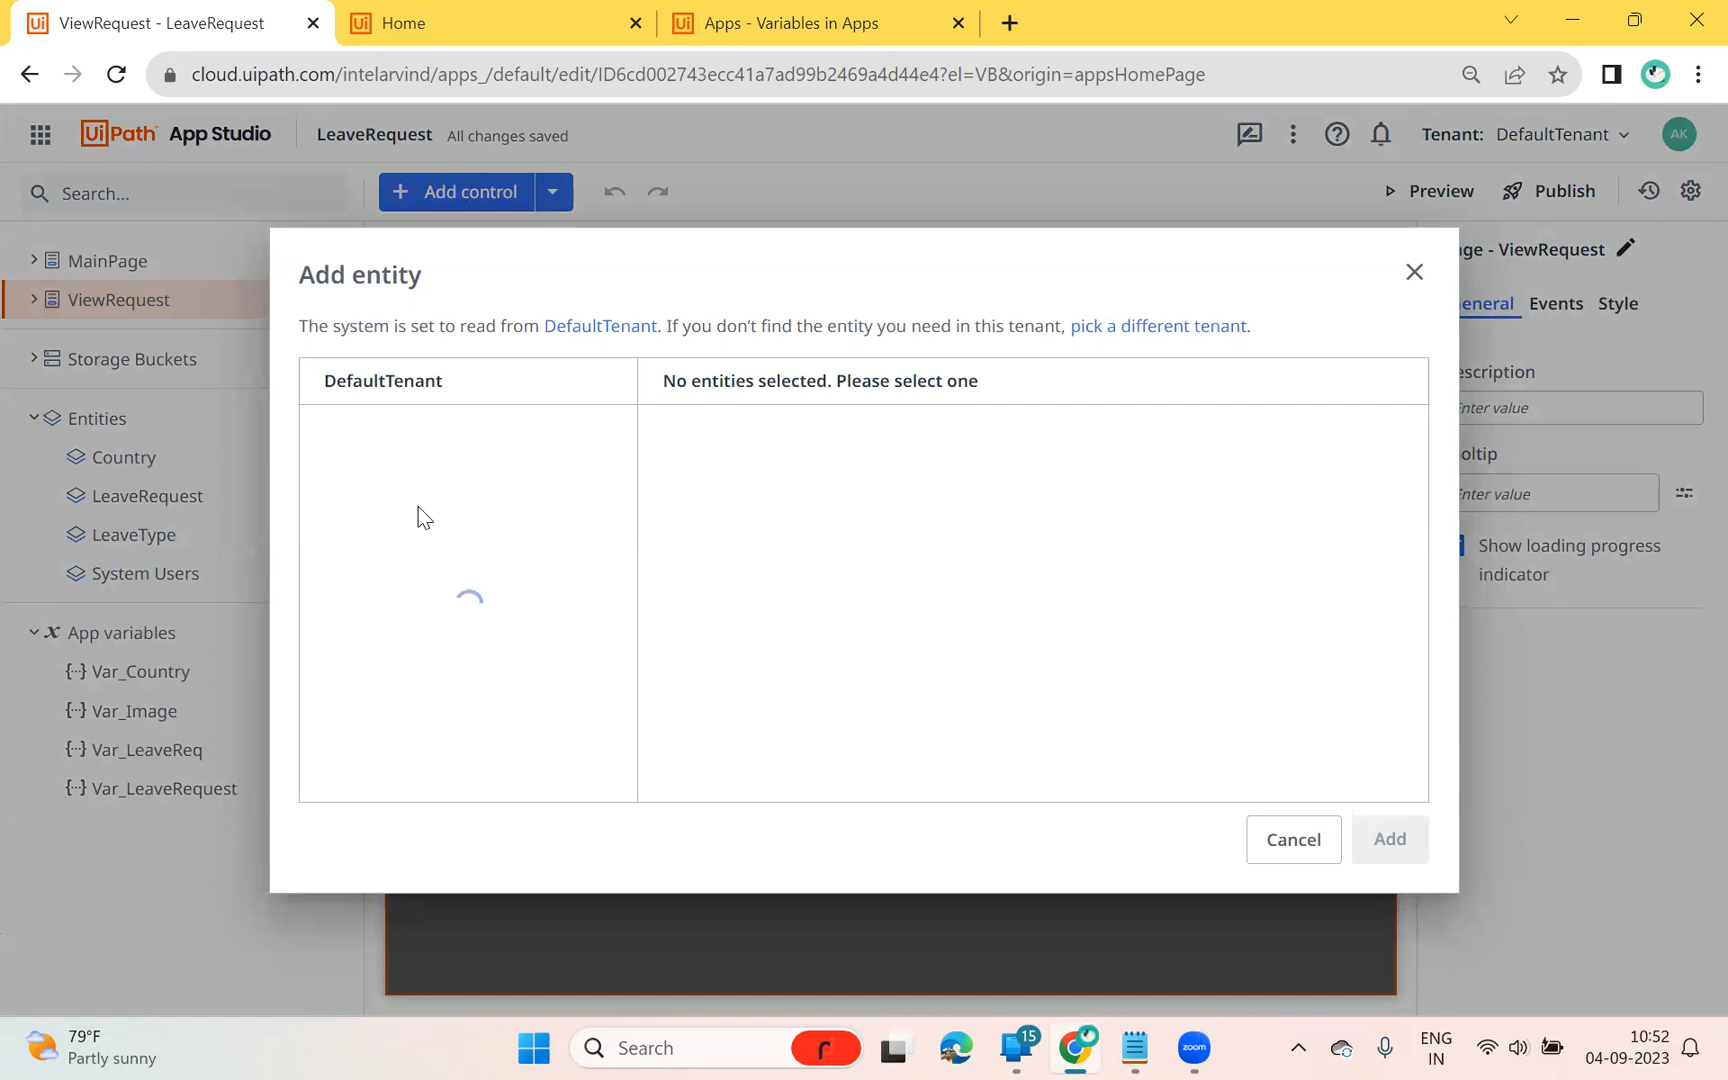 ViewRequest - LeaveRequest
Home
Apps - Variables in Apps
cloud.uipath.com/intelarvind/apps_/default/edit/ID6cd002743ecc41a7ad99b2469a4d44e4?el=VB&origin=appsHomePage
UiPath App Studio
LeaveRequest
All changes saved
Tenant: DefaultTenant
AK
Search...
Add control
Preview
Publish
MainPage
ViewRequest
Storage Buckets
Entities
Country
LeaveRequest
LeaveType
System Users
App variables
Var_Country
Var_Image
Var_LeaveReq
Var_LeaveRequest
Add entity
The system is set to read from DefaultTenant. If you don't find the entity you need in this tenant, pick a different tenant.
DefaultTenant
No entities selected. Please select one
Cancel
Add
ge - ViewRequest
eneral
Events
Style
escription
Enter value
oltip
Enter value
Show loading progress
indicator
79°F
Partly sunny
Search
15
zoom
ENG
IN
10:52
04-09-2023